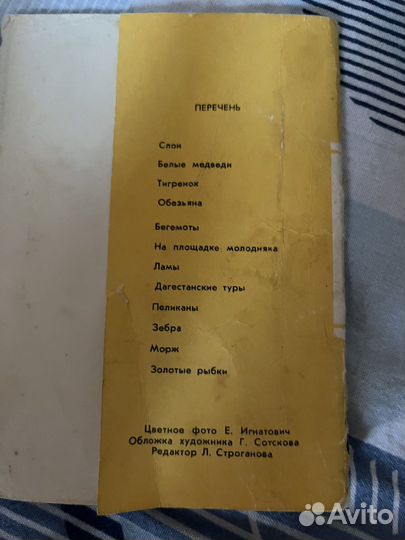 ПЕРЕЧЕНЬ
Слон
Белые медведи
Тигренок
Обезьяна
Бегемоты
На площадке молодняка
Ламы
Дагестанские туры
Пеликаны
Зебра
Морж
Золотые рыбки
Цветное фото Е. Игнатович
Обложка художника Г. Сотскова
Редактор Л. Строганова
Avito